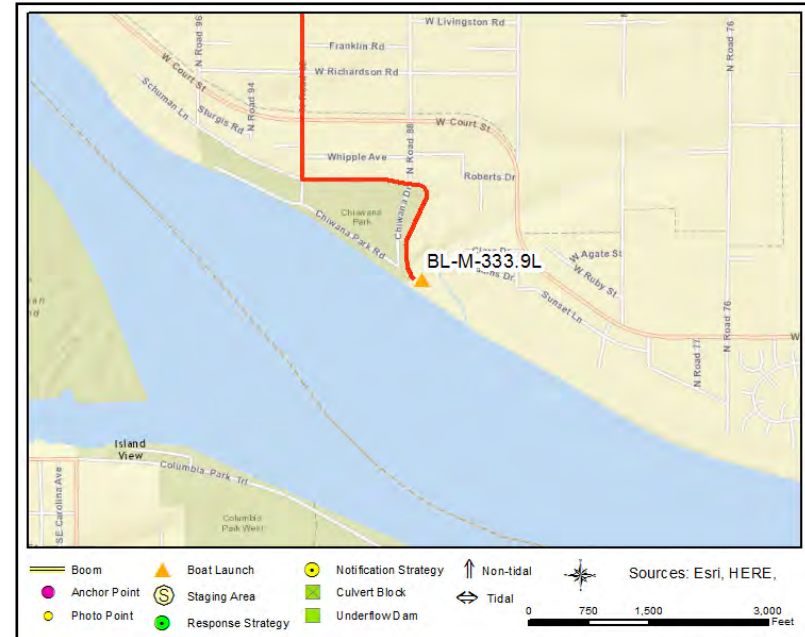 W Livingston Rd
N Road 96
N Road 76
Franklin Rd
W Court St
W Richardson Rd
Schuman Ln
Sturgis Rd
N Road 94
N Road 88
W Court St
Whipple Ave
Roberts Dr
Chiawana Park
Chiwana Dr
Chiwana Park Rd
BL-M-333.9L
W Agate St
W Ruby St
Sunset Ln
N Road 77
N Road 76
W
Island View
Columbia Park Trl
SE Carolina Ave
Columbia Park West
Boom
Boat Launch
Notification Strategy
Non-tidal
Sources: Esri, HERE,
Anchor Point
S
Staging Area
Culvert Block
Tidal
Photo Point
Response Strategy
Underflow Dam
0 750 1,500 3,000
Feet